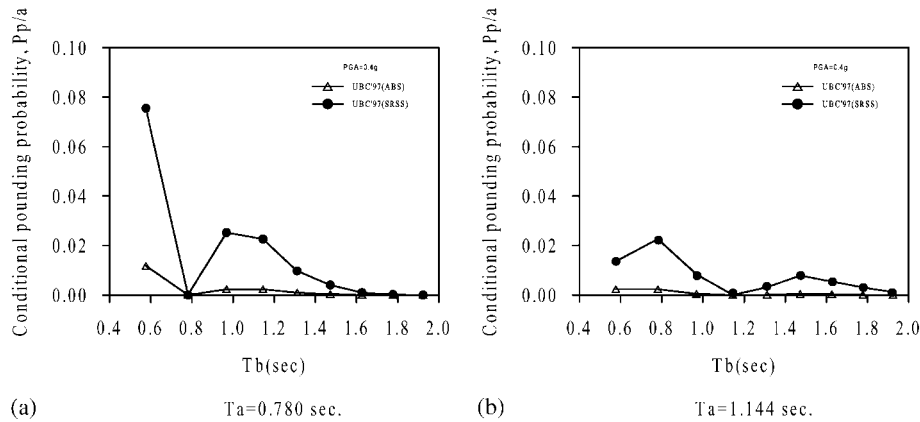 Conditional pounding probability, Pp/a
0.10
0.08
0.06
0.04
0.02
0.00
PGA=0.4g
UBC'97(ABS)
UBC'97(SRSS)
0.4 0.6 0.8 1.0 1.2 1.4 1.6 1.8 2.0
Tb(sec)
(a) Ta=0.780 sec.
Conditional pounding probability, Pp/a
0.10
0.08
0.06
0.04
0.02
0.00
PGA=0.4g
UBC'97(ABS)
UBC'97(SRSS)
0.4 0.6 0.8 1.0 1.2 1.4 1.6 1.8 2.0
Tb(sec)
(b) Ta=1.144 sec.